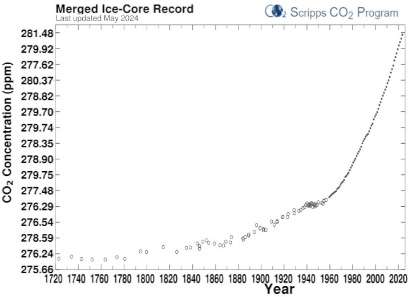 Merged Ice-Core Record
Last updated May 2024
Scripps CO2 Program
CO2 Concentration (ppm)
281.48
279.92
277.62
280.37
278.82
279.70
279.74
278.35
278.90
279.75
277.48
276.29
276.54
278.59
276.24
275.66
1720 1740 1760 1780 1800 1820 1840 1860 1880 1900 1920 1940 1960 1980 2000 2020
Year